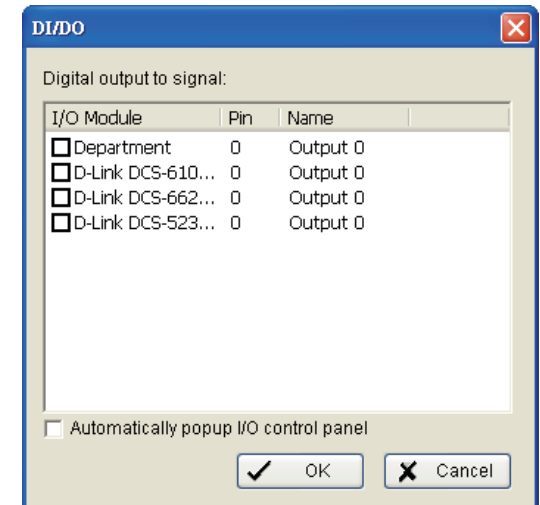 DI/DO
Digital output to signal:
I/O Module Pin Name
Department 0 Output 0
D-Link DCS-610... 0 Output 0
D-Link DCS-662... 0 Output 0
D-Link DCS-523... 0 Output 0
Automatically popup I/O control panel
OK Cancel